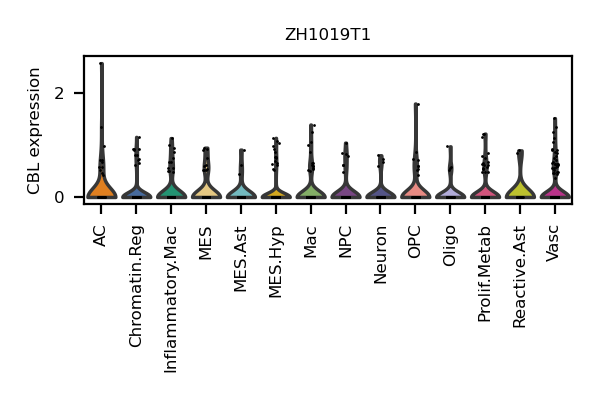 ZH1019T1
CBL expression
2
0
AC
Chromatin.Reg
Inflammatory.Mac
MES
MES.Ast
MES.Hyp
Mac
NPC
Neuron
OPC
Oligo
Prolif.Metab
Reactive.Ast
Vasc